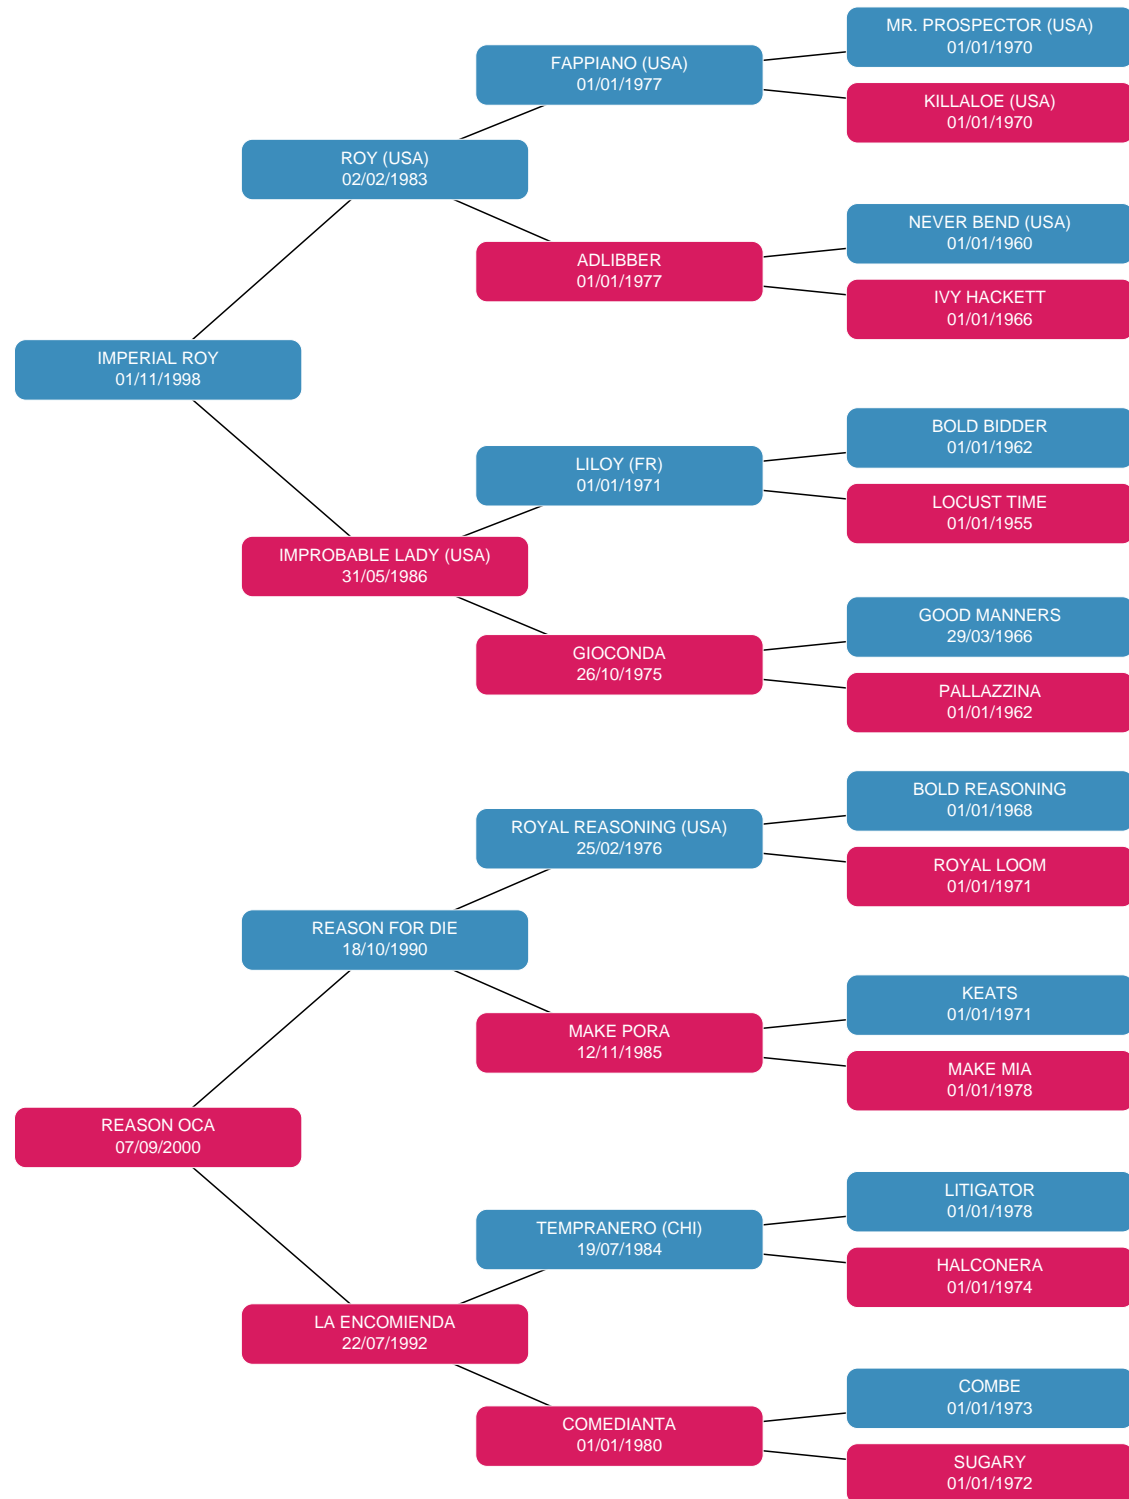 MR. PROSPECTOR (USA)
01/01/1970
FAPPIANO (USA)
01/01/1977
KILLALOE (USA)
01/01/1970
ROY (USA)
02/02/1983
NEVER BEND (USA)
01/01/1960
ADLIBBER
01/01/1977
IVY HACKETT
01/01/1966
IMPERIAL ROY
01/11/1998
BOLD BIDDER
01/01/1962
LILOY (FR)
01/01/1971
LOCUST TIME
01/01/1955
IMPROBABLE LADY (USA)
31/05/1986
GOOD MANNERS
29/03/1966
GIOCONDA
26/10/1975
PALLAZZINA
01/01/1962
BOLD REASONING
01/01/1968
ROYAL REASONING (USA)
25/02/1976
ROYAL LOOM
01/01/1971
REASON FOR DIE
18/10/1990
KEATS
01/01/1971
MAKE PORA
12/11/1985
MAKE MIA
01/01/1978
REASON OCA
07/09/2000
LITIGATOR
01/01/1978
TEMPRANERO (CHI)
19/07/1984
HALCONERA
01/01/1974
LA ENCOMIENDA
22/07/1992
COMBE
01/01/1973
COMEDIANTA
01/01/1980
SUGARY
01/01/1972